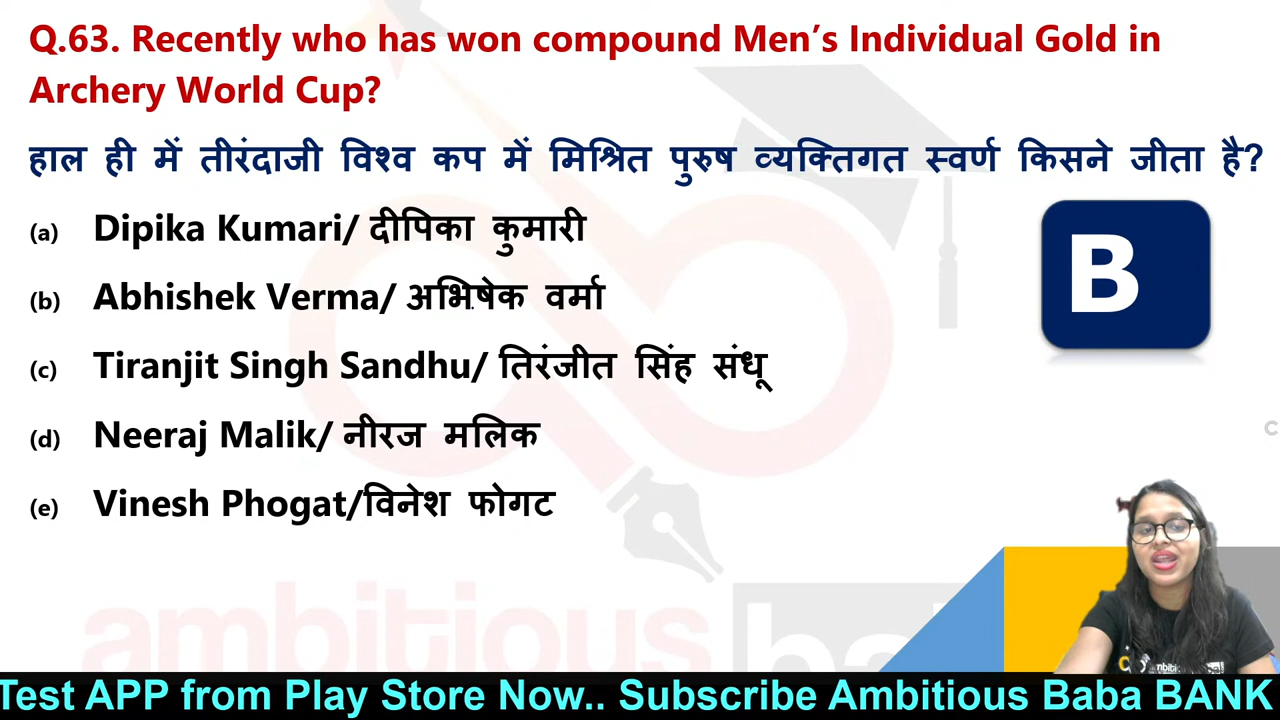 Q.63. Recently who has won compound Men’s Individual Gold in
Archery World Cup?
हाल ही में तीरंदाजी विश्व कप में मिश्रित पुरुष व्यक्तिगत स्वर्ण किसने जीता है?
(a) Dipika Kumari/ दीपिका कुमारी
(b) Abhishek Verma/ अभिषेक वर्मा
B
(c) Tiranjit Singh Sandhu/ तिरंजीत सिंह संधू
(d) Neeraj Malik/ नीरज मलिक
(e) Vinesh Phogat/विनेश फोगट
ambitious
Test APP from Play Store Now.. Subscribe Ambitious Baba BANK